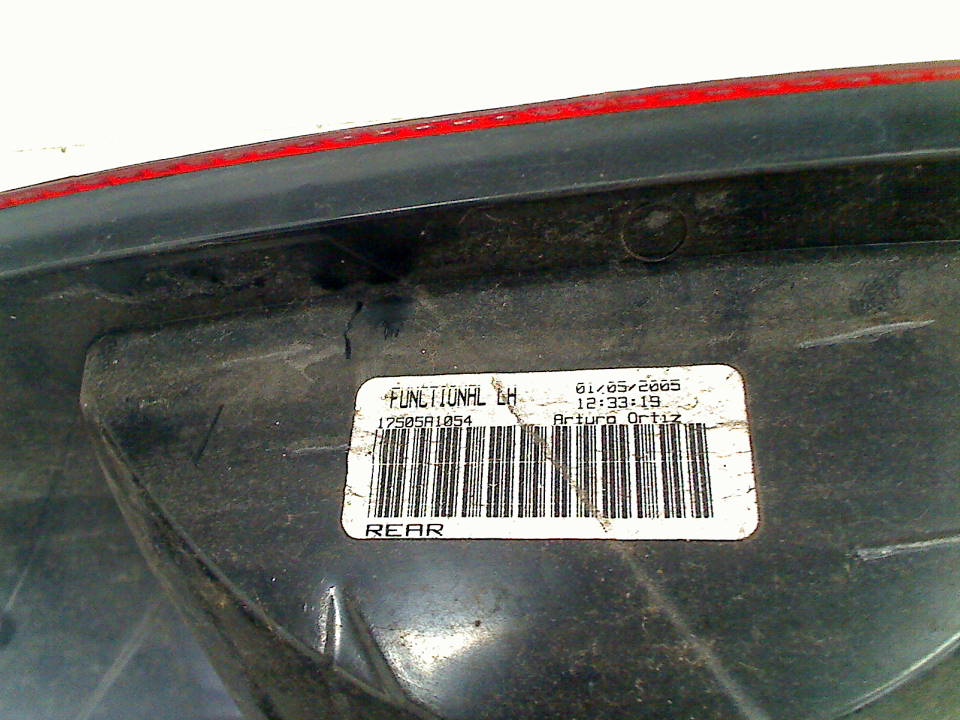 FUNCTIONAL LH
01/05/2005
12:33:19
17505A1054
Arturo Ortiz
REAR